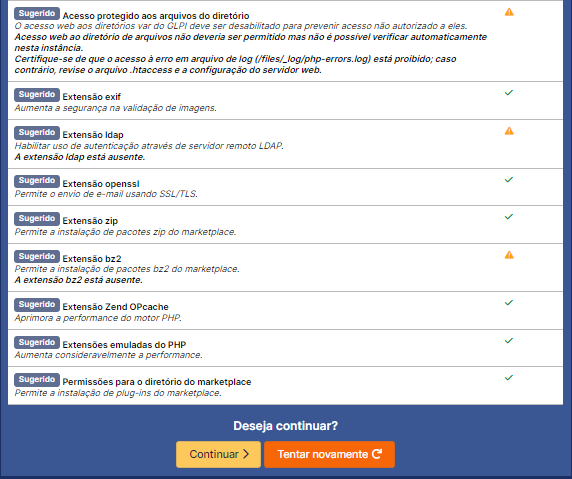 Sugerido Acesso protegido aos arquivos do diretório
O acesso web aos diretórios var do GLPI deve ser desabilitado para prevenir acesso não autorizado a eles.
Acesso web ao diretório de arquivos não deveria ser permitido mas não é possível verificar automaticamente
nesta instância.
Certifique-se de que o acesso à erro em arquivo de log (/files/_log/php-errors.log) está proibido; caso
contrário, revise o arquivo .htaccess e a configuração do servidor web.
Sugerido Extensão exif
Aumenta a segurança na validação de imagens.
Sugerido Extensão ldap
Habilitar uso de autenticação através de servidor remoto LDAP.
A extensão ldap está ausente.
Sugerido Extensão openssl
Permite o envio de e-mail usando SSL/TLS.
Sugerido Extensão zip
Permite a instalação de pacotes zip do marketplace.
Sugerido Extensão bz2
Permite a instalação de pacotes bz2 do marketplace.
A extensão bz2 está ausente.
Sugerido Extensão Zend OPcache
Aprimora a performance do motor PHP.
Sugerido Extensões emuladas do PHP
Aumenta consideravelmente a performance.
Sugerido Permissões para o diretório do marketplace
Permite a instalação de plug-ins do marketplace.
Deseja continuar?
Continuar
Tentar novamente